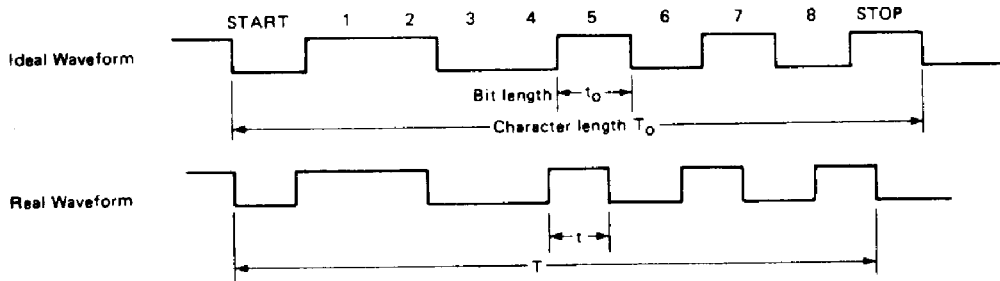 START 1 2 3 4 5 6 7 8 STOP
Ideal Waveform
Bit length t₀
Character length T₀
Real Waveform
t
T